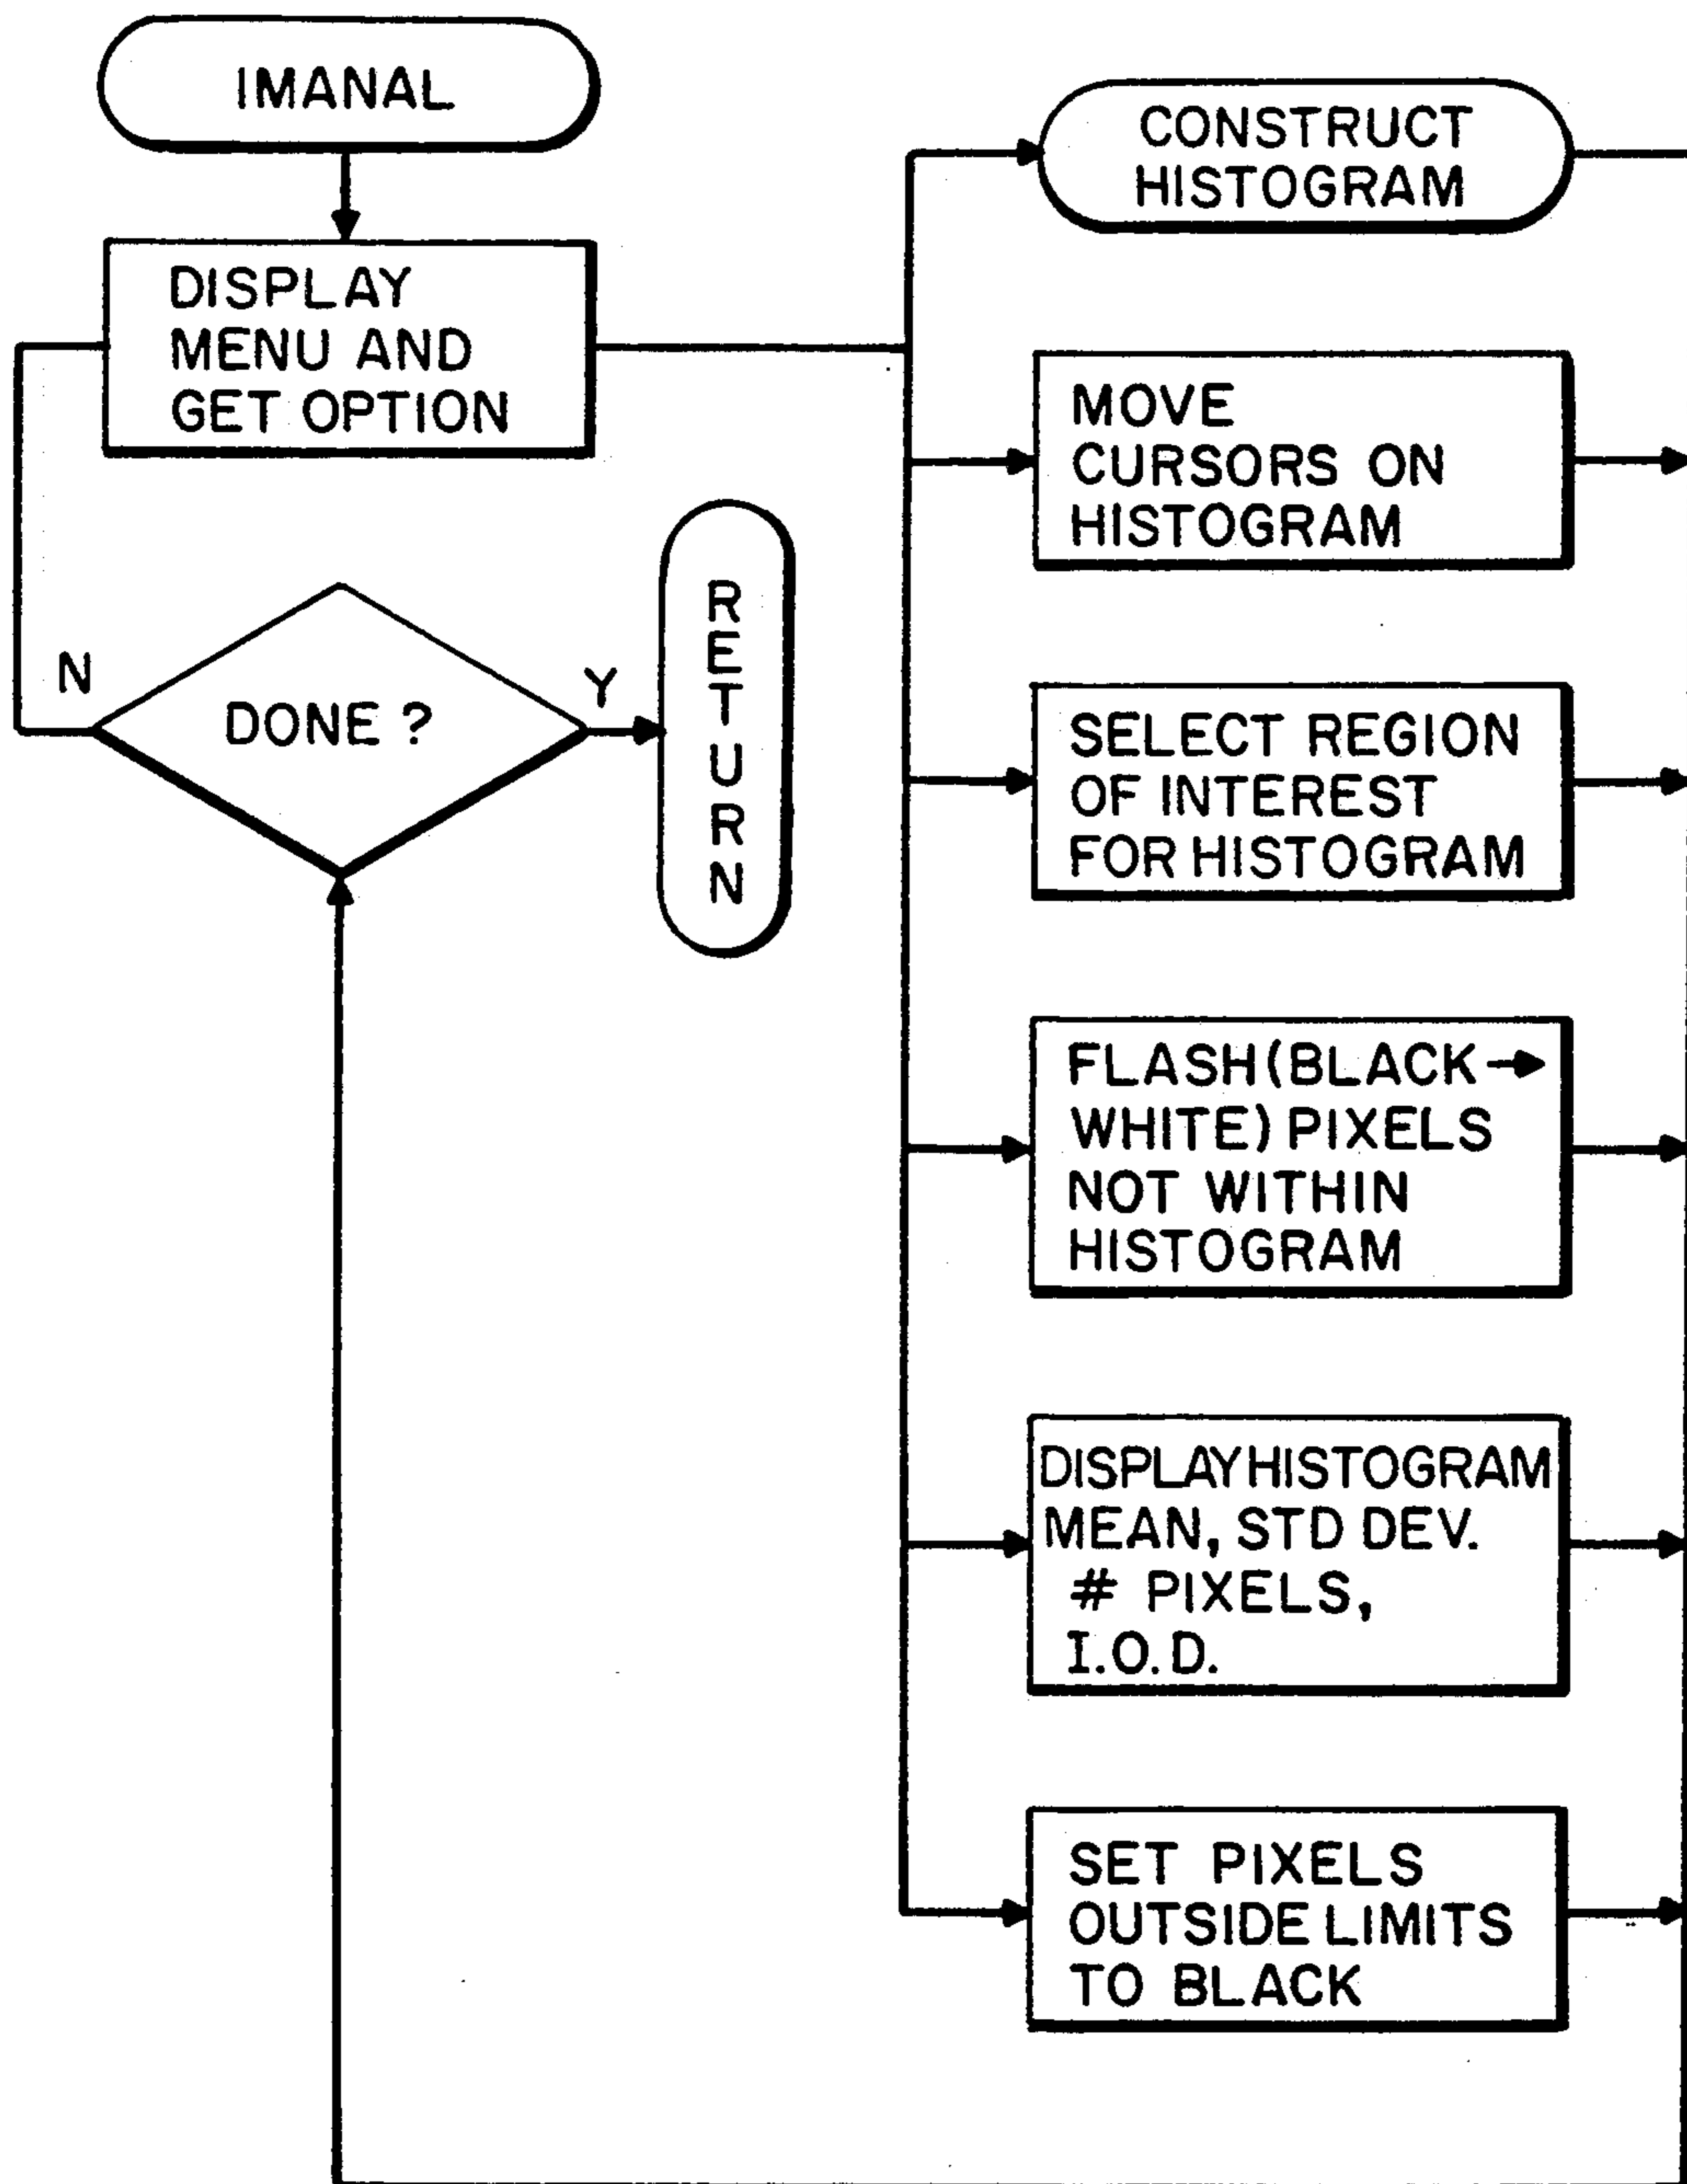 IMANAL
DISPLAY
MENU AND
GET OPTION
N
DONE ?
Y
RETURN
CONSTRUCT
HISTOGRAM
MOVE
CURSORS ON
HISTOGRAM
SELECT REGION
OF INTEREST
FOR HISTOGRAM
FLASH (BLACK →
WHITE) PIXELS
NOT WITHIN
HISTOGRAM
DISPLAY HISTOGRAM
MEAN, STD DEV.
# PIXELS,
I.O.D.
SET PIXELS
OUTSIDE LIMITS
TO BLACK